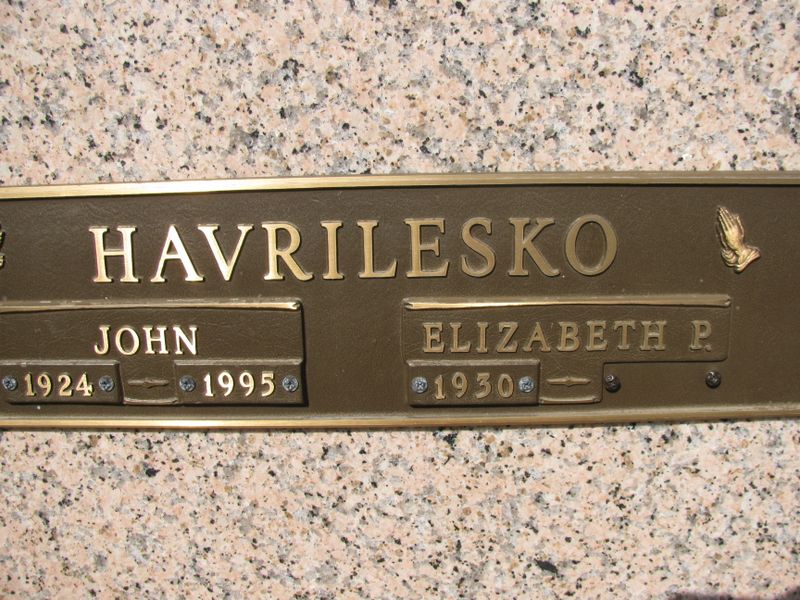 HAVRILESKO
JOHN
1924 1995
ELIZABETH P.
1930